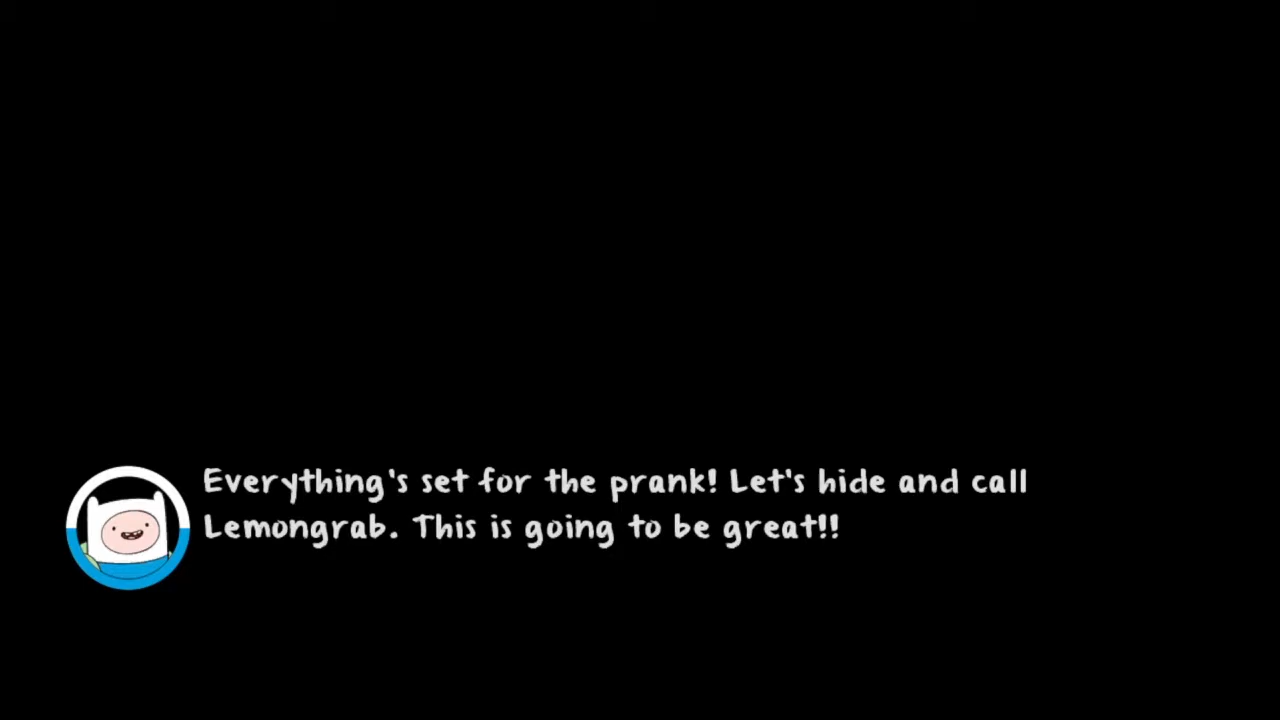 Everything's set for the prank! Let's hide and call
Lemongrab. This is going to be great!!